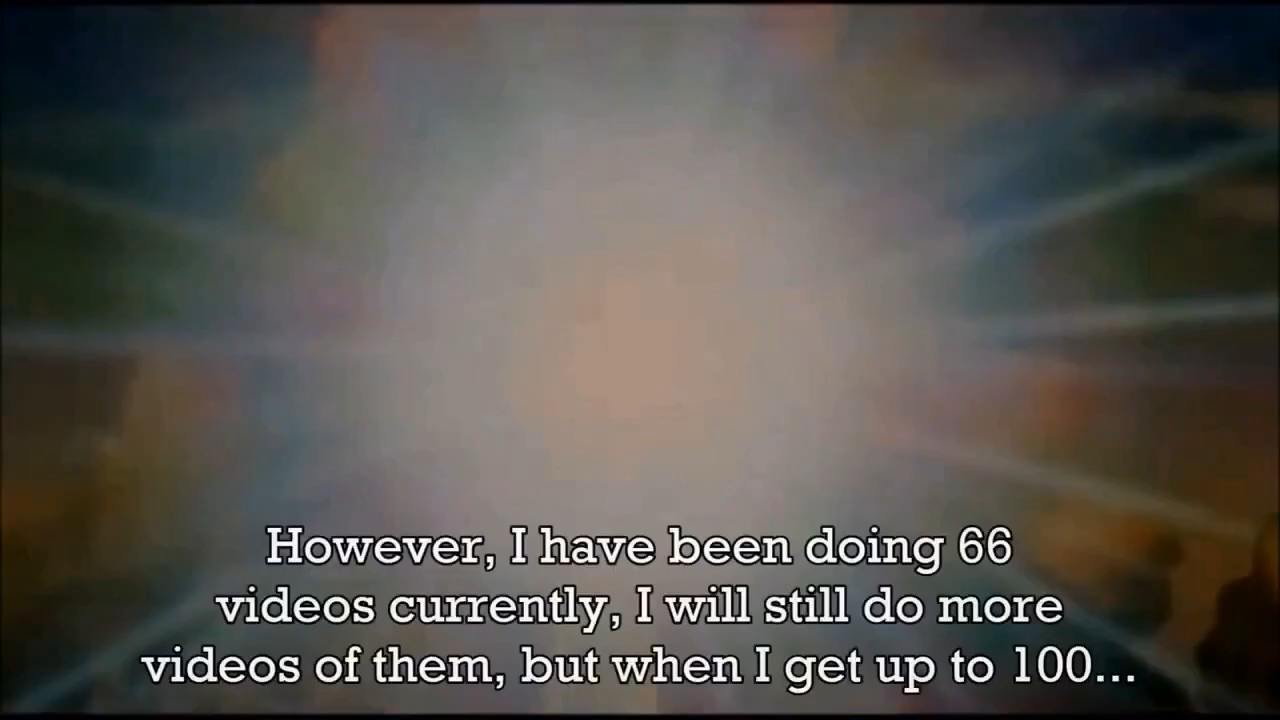 However, I have been doing 66
videos currently, I will still do more
videos of them, but when I get up to 100...